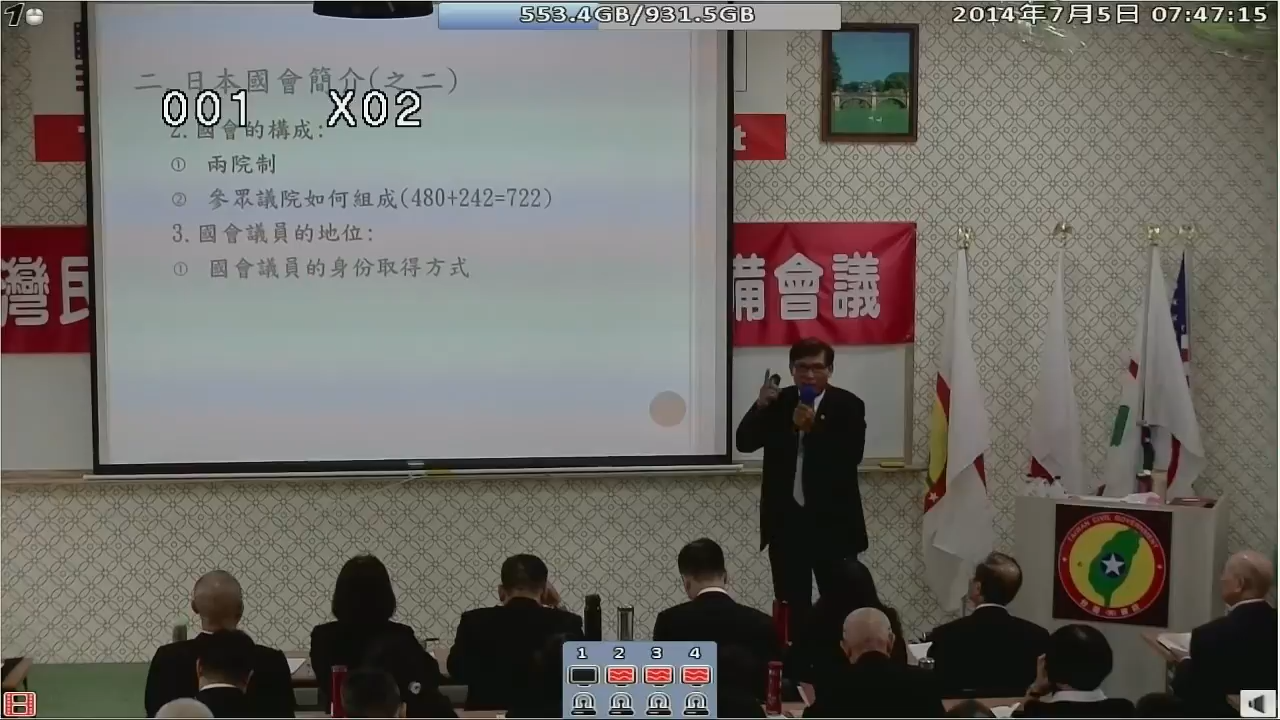 1
553.4GB/931.5GB
2014年7月5日 07:47:15
二.日本國會簡介(之二)
001 X02
2.國會的構成:
① 兩院制
② 參眾議院如何組成(480+242=722)
3.國會議員的地位:
① 國會議員的身份取得方式
t
灣民
備會議
TAIWAN CIVIL GOVERNMENT
1 2 3 4